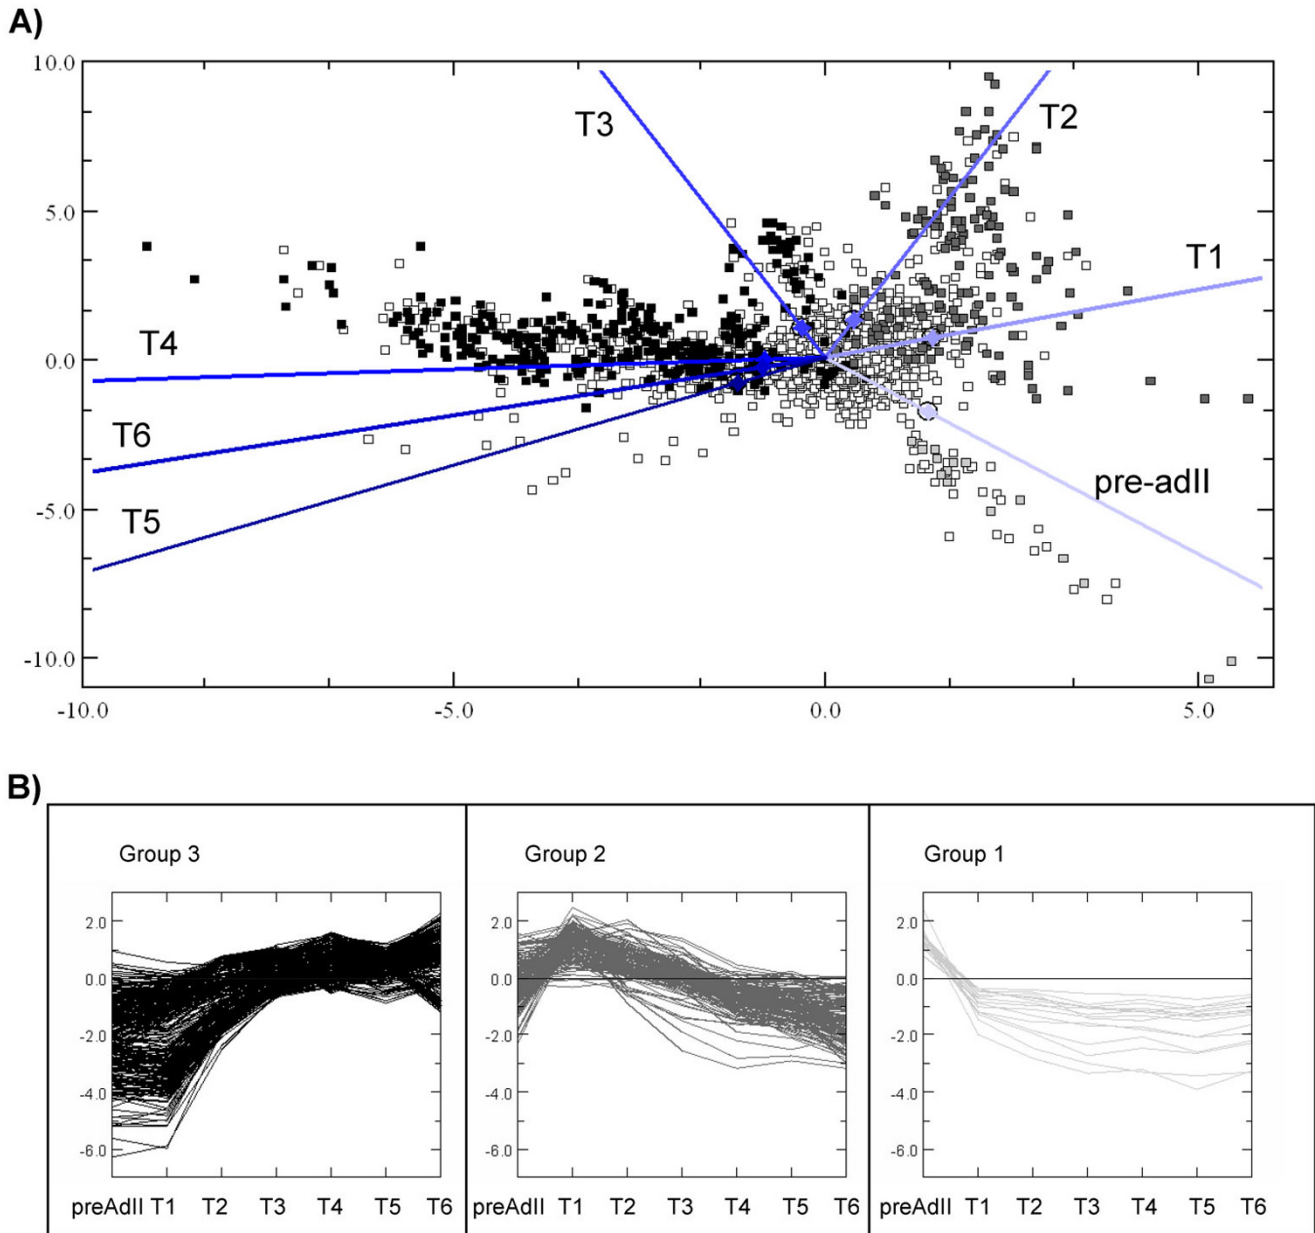 A)
10.0
T3
T2
5.0
T1
T4
0.0
T6
pre-adII
T5
-5.0
-10.0
-10.0 -5.0 0.0 5.0
B)
Group 3 Group 2 Group 1
2.0 2.0 2.0
0.0 0.0 0.0
-2.0 -2.0 -2.0
-4.0 -4.0 -4.0
-6.0 -6.0 -6.0
preAdII T1 T2 T3 T4 T5 T6 preAdII T1 T2 T3 T4 T5 T6 preAdII T1 T2 T3 T4 T5 T6